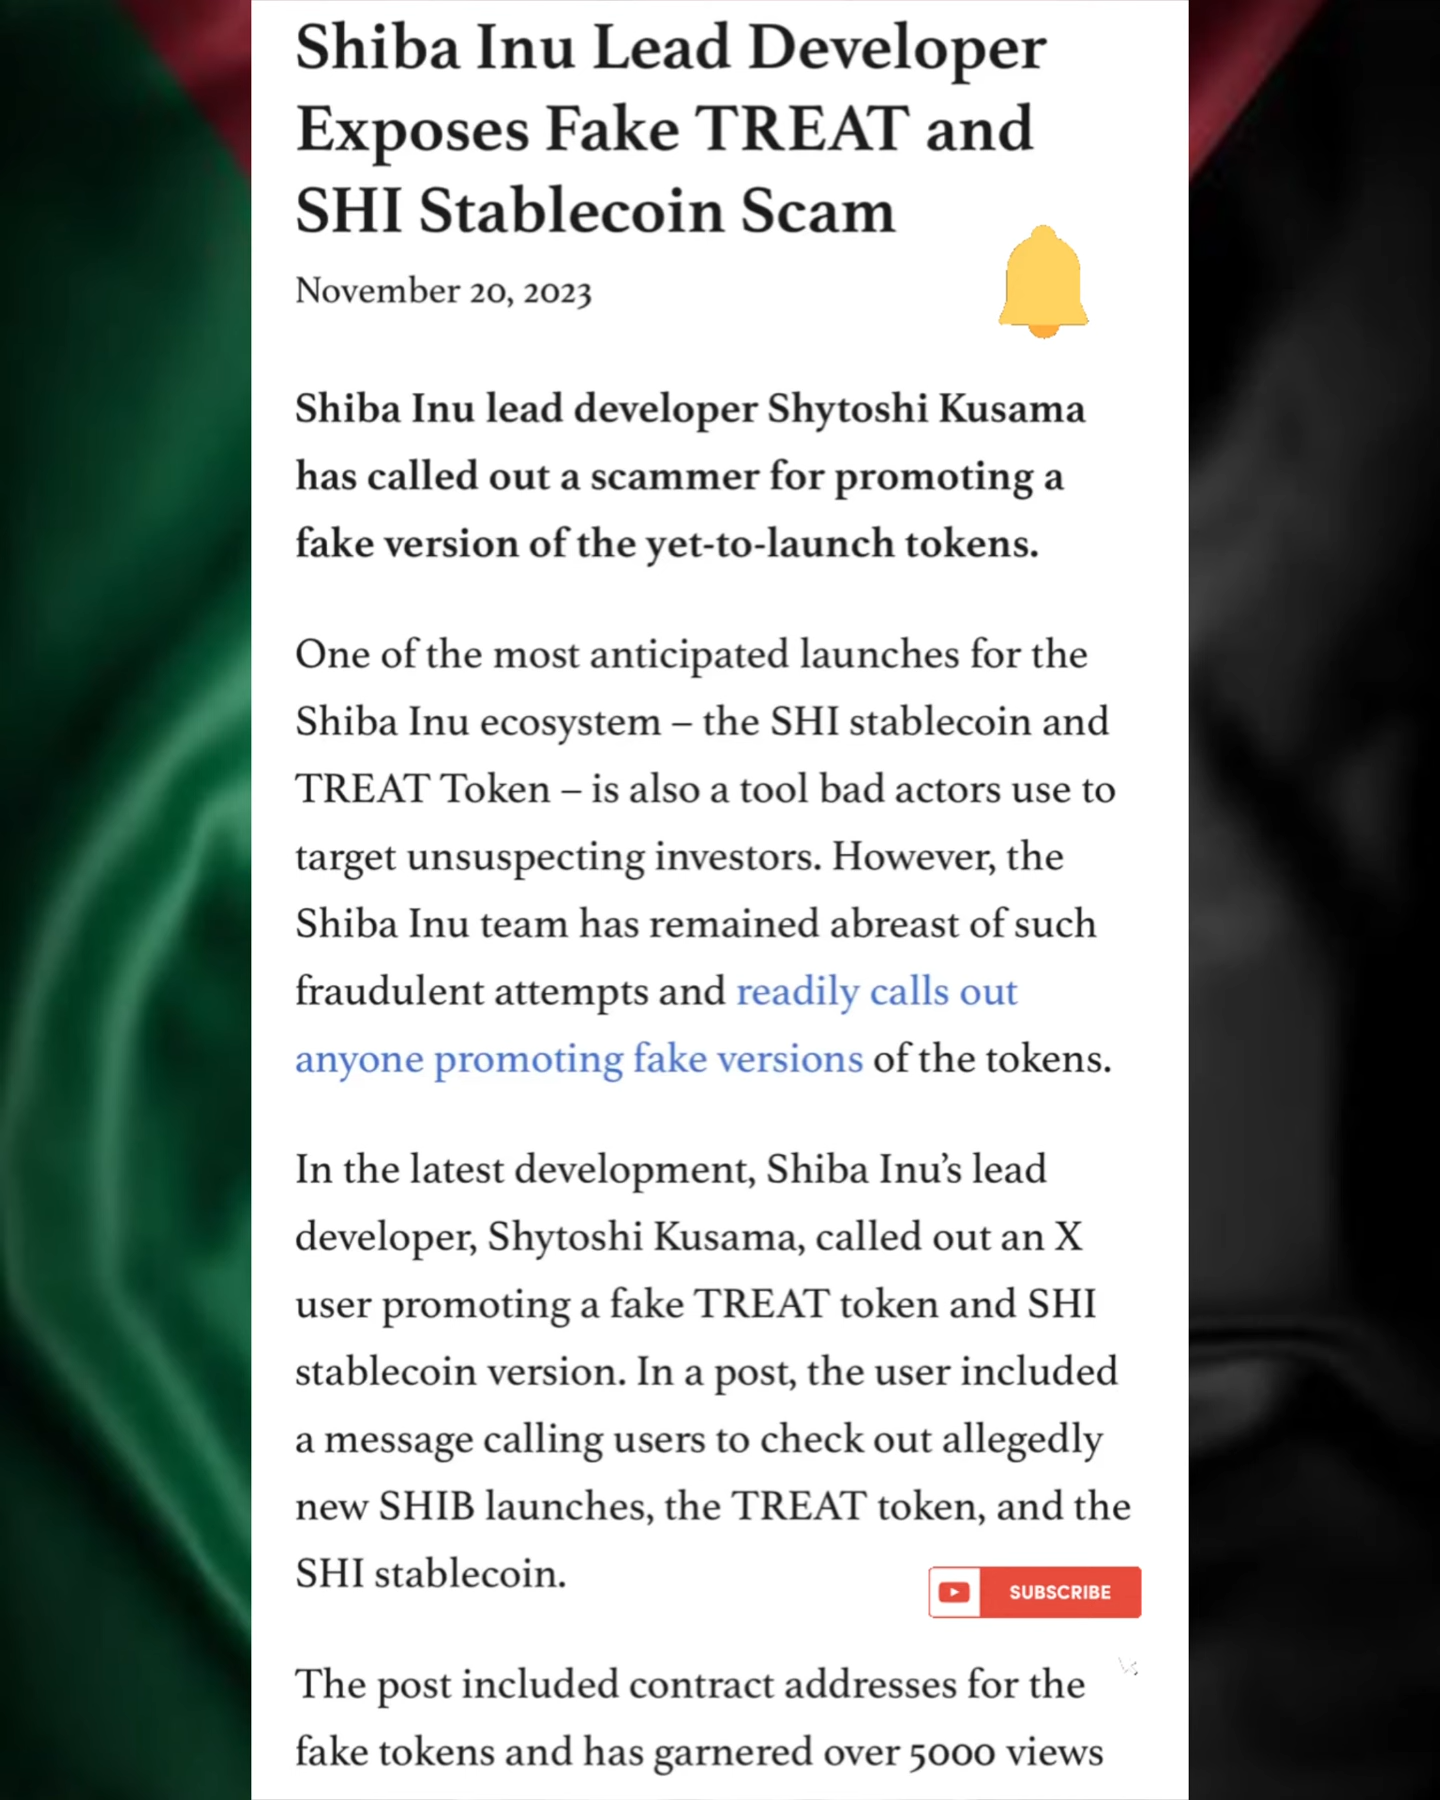 Shiba Inu Lead Developer
Exposes Fake TREAT and
SHI Stablecoin Scam
November 20, 2023
Shiba Inu lead developer Shytoshi Kusama
has called out a scammer for promoting a
fake version of the yet-to-launch tokens.
One of the most anticipated launches for the
Shiba Inu ecosystem – the SHI stablecoin and
TREAT Token – is also a tool bad actors use to
target unsuspecting investors. However, the
Shiba Inu team has remained abreast of such
fraudulent attempts and readily calls out
anyone promoting fake versions of the tokens.
In the latest development, Shiba Inu’s lead
developer, Shytoshi Kusama, called out an X
user promoting a fake TREAT token and SHI
stablecoin version. In a post, the user included
a message calling users to check out allegedly
new SHIB launches, the TREAT token, and the
SHI stablecoin.
SUBSCRIBE
The post included contract addresses for the
fake tokens and has garnered over 5000 views